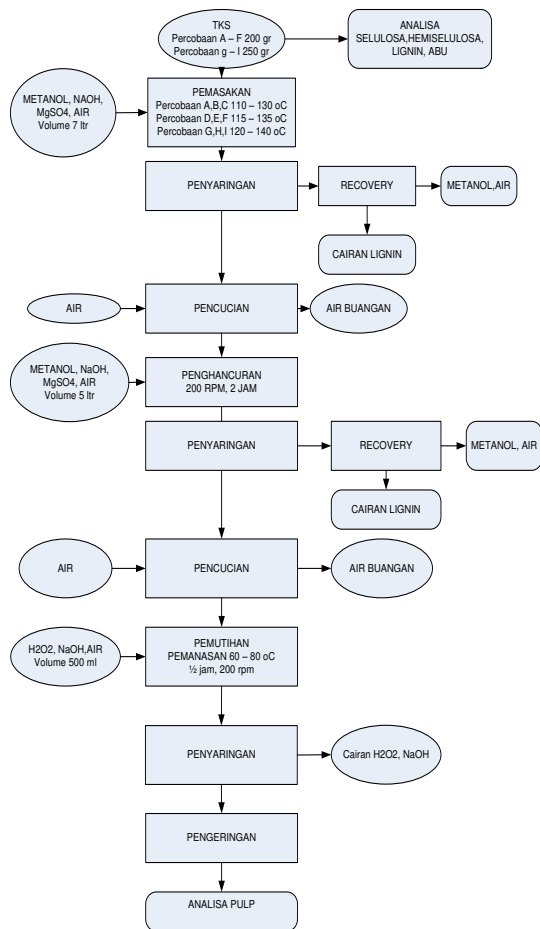 TKS
Percobaan A – F 200 gr
Percobaan g – I 250 gr
ANALISA
SELULOSA,HEMISELULOSA,
LIGNIN, ABU
METANOL, NAOH,
MgSO4, AIR
Volume 7 ltr
PEMASAKAN
Percobaan A,B,C 110 – 130 oC
Percobaan D,E,F 115 – 135 oC
Percobaan G,H,I 120 – 140 oC
PENYARINGAN
RECOVERY
METANOL,AIR
CAIRAN LIGNIN
AIR
PENCUCIAN
AIR BUANGAN
METANOL, NaOH,
MgSO4, AIR
Volume 5 ltr
PENGHANCURAN
200 RPM, 2 JAM
PENYARINGAN
RECOVERY
METANOL, AIR
CAIRAN LIGNIN
AIR
PENCUCIAN
AIR BUANGAN
H2O2, NaOH,AIR
Volume 500 ml
PEMUTIHAN
PEMANASAN 60 – 80 oC
½ jam, 200 rpm
PENYARINGAN
Cairan H2O2, NaOH
PENGERINGAN
ANALISA PULP